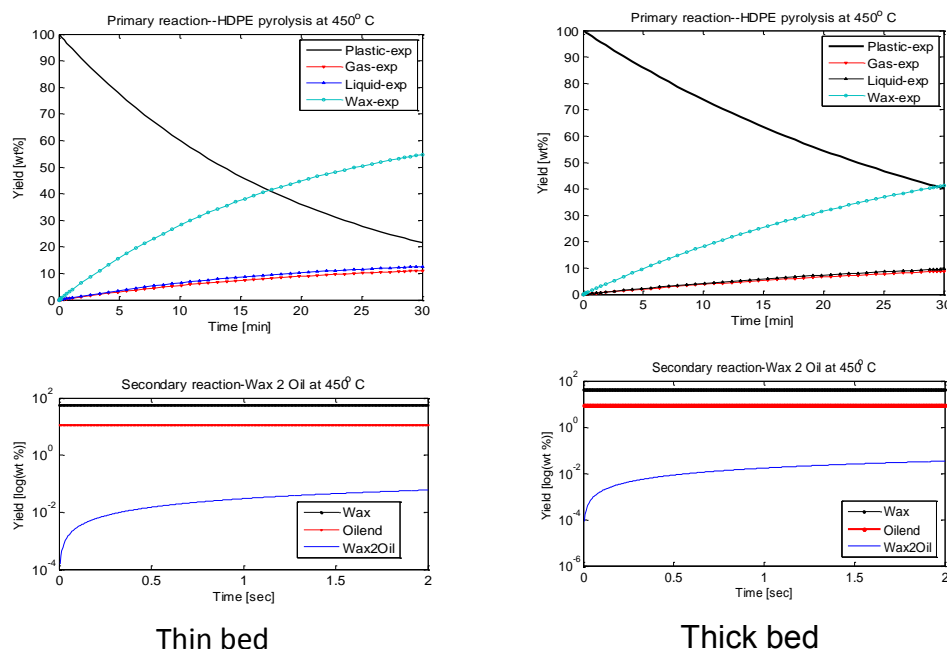 Primary reaction--HDPE pyrolysis at 450° C
Yield [wt%]
100
90
80
70
60
50
40
30
20
10
0
Plastic-exp
Gas-exp
Liquid-exp
Wax-exp
0 5 10 15 20 25 30
Time [min]
Primary reaction--HDPE pyrolysis at 450° C
Yield [wt%]
100
90
80
70
60
50
40
30
20
10
0
Plastic-exp
Gas-exp
Liquid-exp
Wax-exp
0 5 10 15 20 25 30
Time [min]
Secondary reaction-Wax 2 Oil at 450° C
Yield [log(wt %)]
10^2
10^0
10^-2
10^-4
Wax
Oilend
Wax2Oil
0 0.5 1 1.5 2
Time [sec]
Secondary reaction-Wax 2 Oil at 450° C
Yield [log(wt %)]
10^2
10^0
10^-2
10^-4
10^-6
Wax
Oilend
Wax2Oil
0 0.5 1 1.5 2
Time [sec]
Thin bed
Thick bed